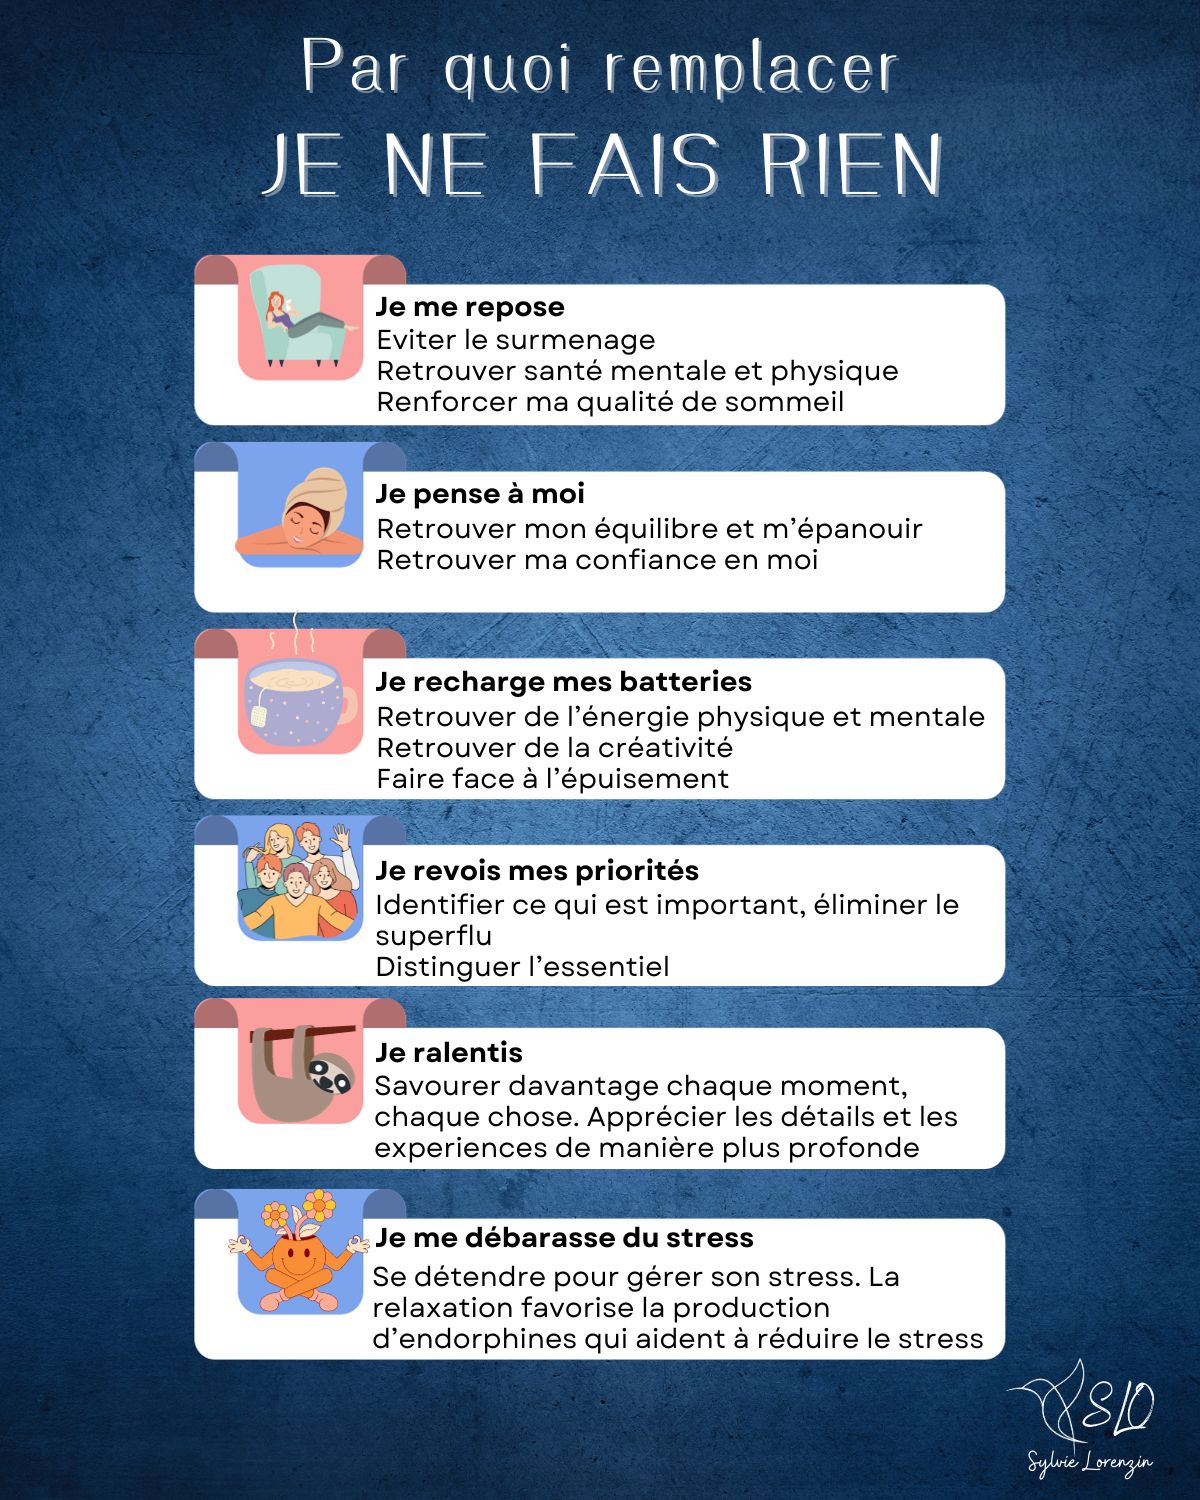 Par quoi remplacer
JE NE FAIS RIEN
Je me repose
Eviter le surmenage
Retrouver santé mentale et physique
Renforcer ma qualité de sommeil
Je pense à moi
Retrouver mon équilibre et m’épanouir
Retrouver ma confiance en moi
Je recharge mes batteries
Retrouver de l’énergie physique et mentale
Retrouver de la créativité
Faire face à l’épuisement
Je revois mes priorités
Identifier ce qui est important, éliminer le
superflu
Distinguer l’essentiel
Je ralentis
Savourer davantage chaque moment,
chaque chose. Apprécier les détails et les
experiences de manière plus profonde
Je me débarasse du stress
Se détendre pour gérer son stress. La
relaxation favorise la production
d’endorphines qui aident à réduire le stress
SLO
Sylvie Lorenzin